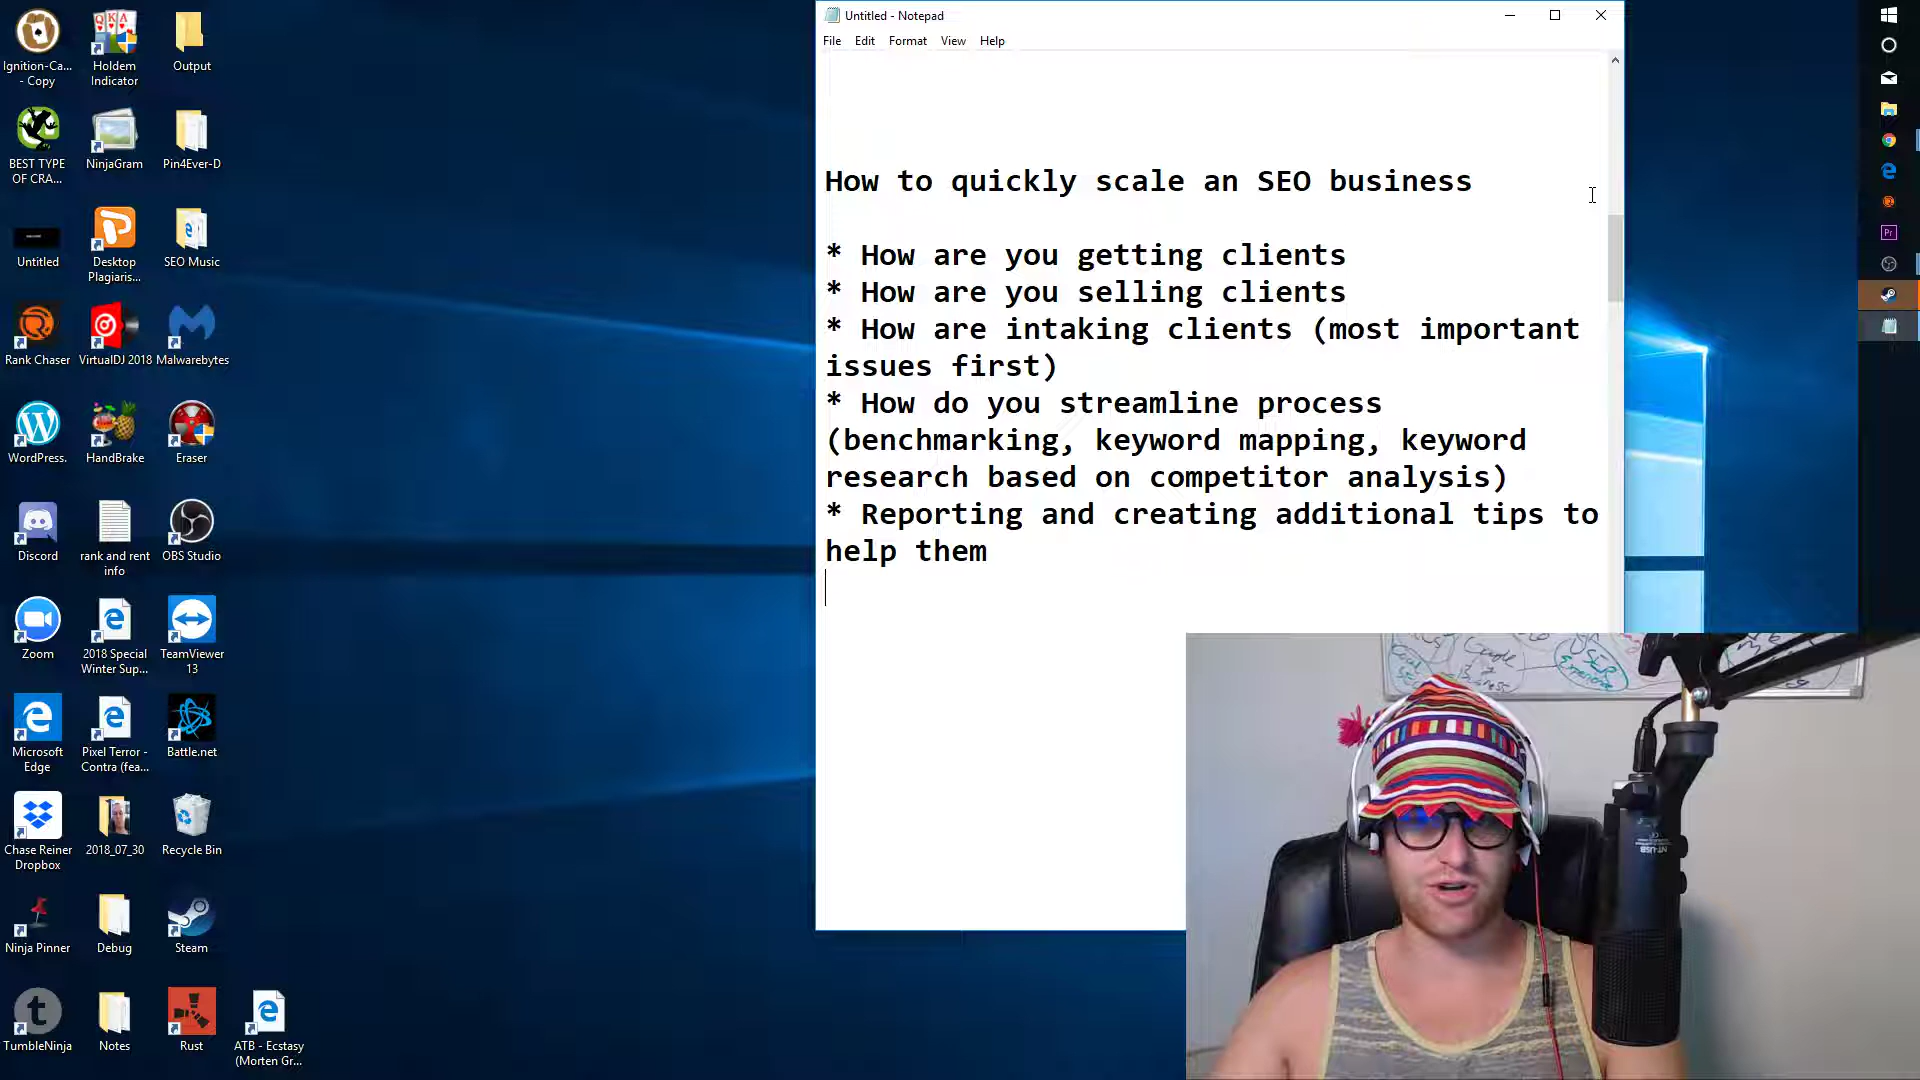 Ignition-Ca...
- Copy
Holdem
Indicator
Output
BEST TYPE
OF CRA...
NinjaGram
Pin4Ever-D
Untitled
Desktop
Plagiaris...
SEO Music
Rank Chaser
VirtualDJ 2018
Malwarebytes
WordPress.
HandBrake
Eraser
Discord
rank and rent
info
OBS Studio
Zoom
2018 Special
Winter Sup...
TeamViewer
13
Microsoft
Edge
Pixel Terror -
Contra (fea...
Battle.net
Chase Reiner
Dropbox
2018_07_30
Recycle Bin
Ninja Pinner
Debug
Steam
TumbleNinja
Notes
Rust
ATB - Ecstasy
(Morten Gr...
Untitled - Notepad
File Edit Format View Help
How to quickly scale an SEO business
* How are you getting clients
* How are you selling clients
* How are intaking clients (most important
issues first)
* How do you streamline process
(benchmarking, keyword mapping, keyword
research based on competitor analysis)
* Reporting and creating additional tips to
help them
Pr
Google
Experience
NT-USB